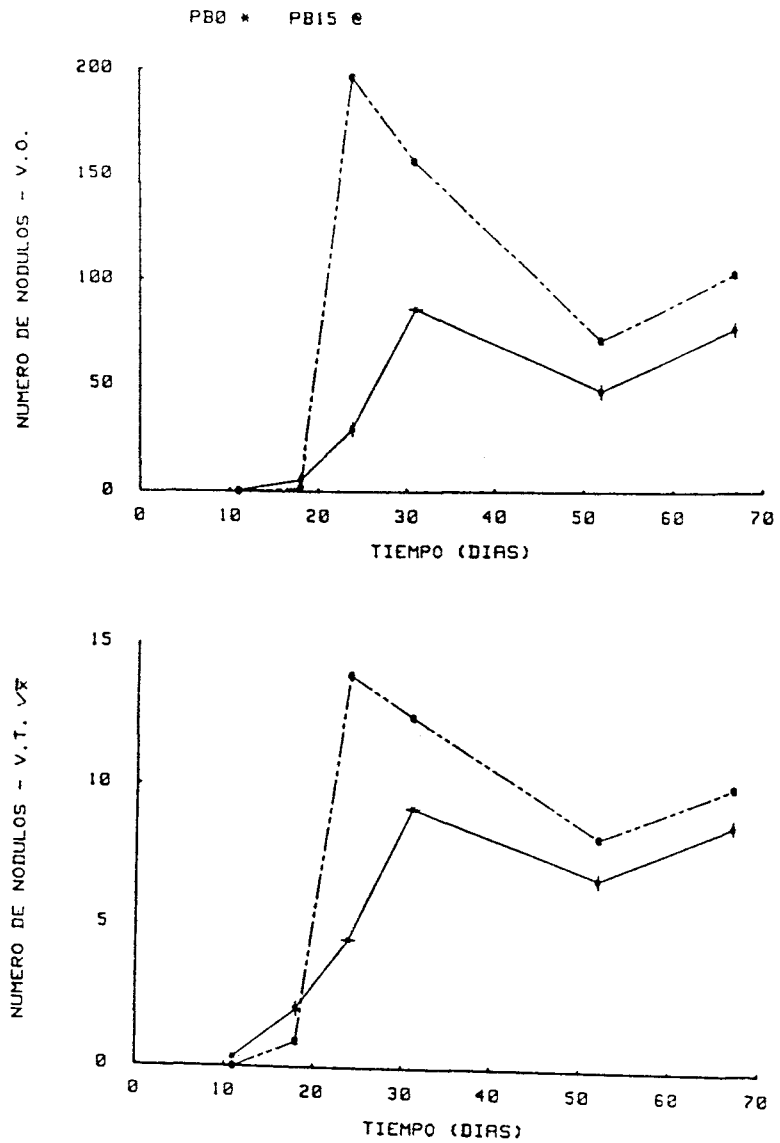 PB0 * PB15 @
NUMERO DE NODULOS - V.O.
200
150
100
50
0
0 10 20 30 40 50 60 70
TIEMPO (DIAS)
NUMERO DE NODULOS - V.T. √x̄
15
10
5
0
0 10 20 30 40 50 60 70
TIEMPO (DIAS)